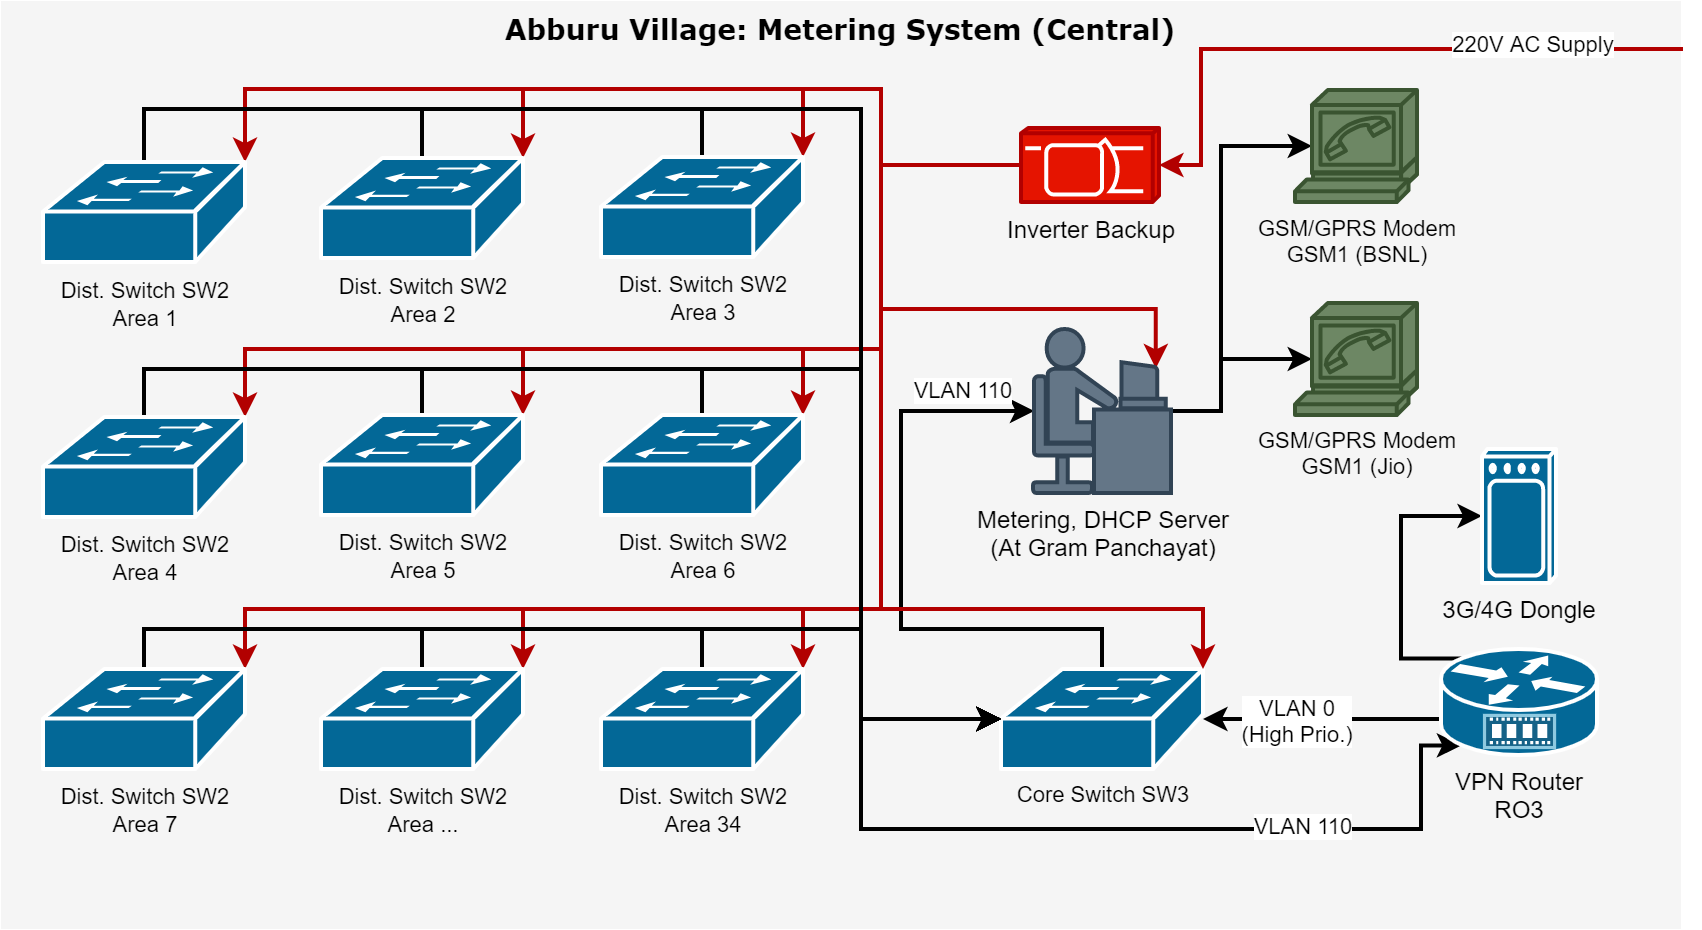 Abburu Village: Metering System (Central)
220V AC Supply
Inverter Backup
GSM/GPRS Modem
GSM1 (BSNL)
Dist. Switch SW2
Area 1
Dist. Switch SW2
Area 2
Dist. Switch SW2
Area 3
VLAN 110
GSM/GPRS Modem
GSM1 (Jio)
Metering, DHCP Server
(At Gram Panchayat)
Dist. Switch SW2
Area 4
Dist. Switch SW2
Area 5
Dist. Switch SW2
Area 6
3G/4G Dongle
VLAN 0
(High Prio.)
Dist. Switch SW2
Area 7
Dist. Switch SW2
Area ...
Dist. Switch SW2
Area 34
Core Switch SW3
VPN Router
RO3
VLAN 110